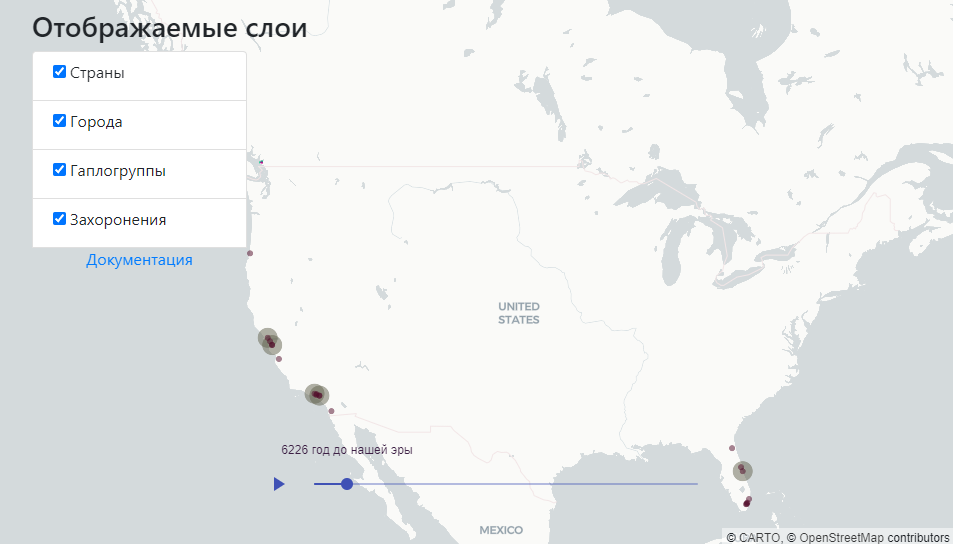 Отображаемые слои
Страны
Города
Гаплогруппы
Захоронения
Документация
UNITED
STATES
6226 год до нашей эры
MEXICO
© CARTO, © OpenStreetMap contributors